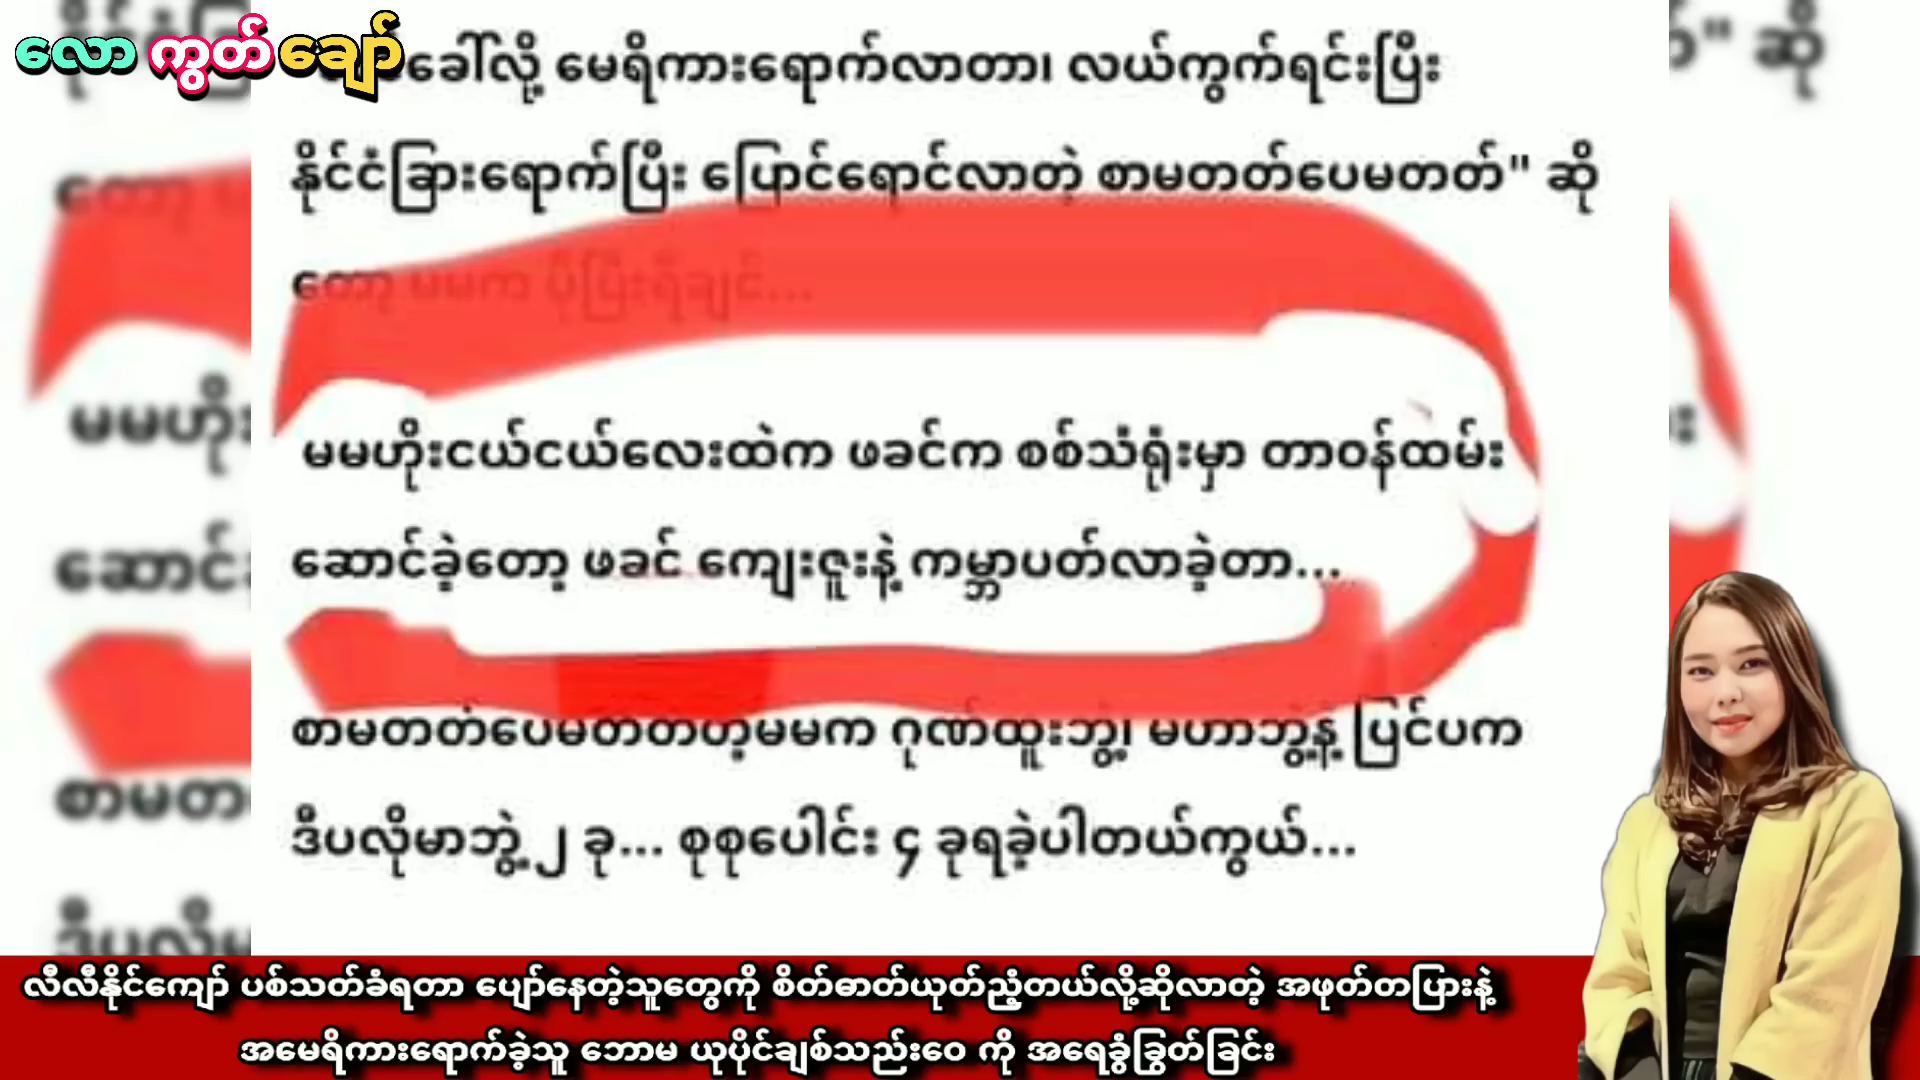 လော ကွတ် ချော်
ခေါ်လို့ မေရိကားရောက်လာတာ၊ လယ်ကွက်ရင်းပြီး
နိုင်ငံခြားရောက်ပြီး ပြောင်ရောင်လာတဲ့ စာမတတ်ပေမတတ်" ဆို
တော့ မမက ပိုပြီးရီချင်...
မမဟိုးငယ်ငယ်လေးထဲက ဖခင်က စစ်သံရုံးမှာ တာဝန်ထမ်း
ဆောင်ခဲ့တော့ ဖခင် ကျေးဇူးနဲ့ ကမ္ဘာပတ်လာခဲ့တာ...
စာမတတ်ပေမတတ်တဲ့မမက ဂုဏ်ထူးဘွဲ့၊ မဟာဘွဲ့နဲ့ ပြင်ပက
ဒီပလိုမာဘွဲ့ ၂ ခု... စုစုပေါင်း ၄ ခုရခဲ့ပါတယ်ကွယ်...
လီလီနိုင်ကျော် ပစ်သတ်ခံရတာ ပျော်နေတဲ့သူတွေကို စိတ်ဓာတ်ယုတ်ညံ့တယ်လို့ဆိုလာတဲ့ အဖုတ်တပြားနဲ့
အမေရိကားရောက်ခဲ့သူ ဘောမ ယုပိုင်ချစ်သည်းဝေ ကို အရေခွံခြွတ်ခြင်း